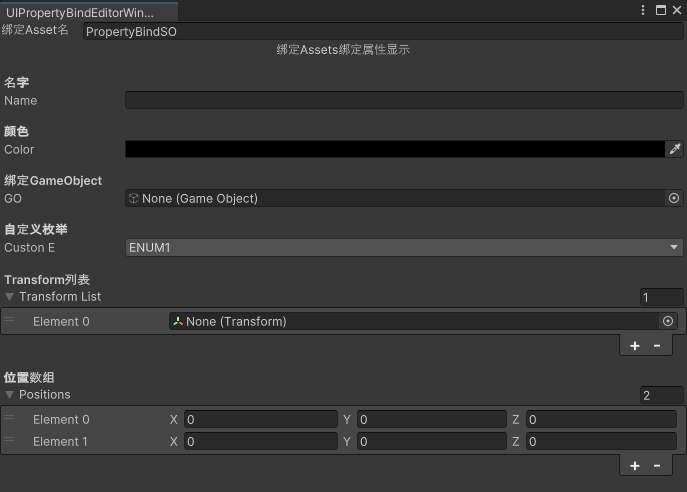 UIPropertyBindEditorWin...
绑定Asset名 PropertyBindSO
绑定Assets绑定属性显示
名字
Name
颜色
Color
绑定GameObject
GO None (Game Object)
自定义枚举
Custon E ENUM1
Transform列表
Transform List 1
Element 0 None (Transform)
+ -
位置数组
Positions 2
Element 0 X 0 Y 0 Z 0
Element 1 X 0 Y 0 Z 0
+ -